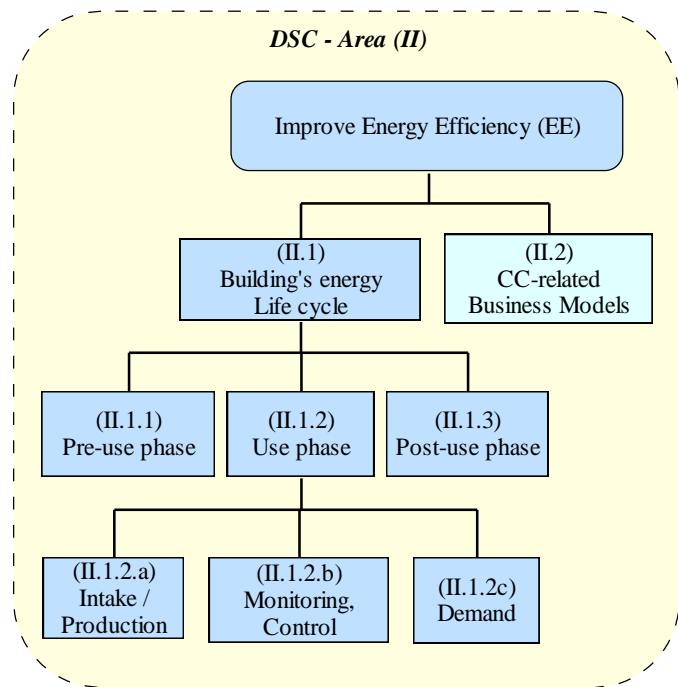 DSC - Area (II)
Improve Energy Efficiency (EE)
(II.1)
Building's energy
Life cycle
(II.2)
CC-related
Business Models
(II.1.1)
Pre-use phase
(II.1.2)
Use phase
(II.1.3)
Post-use phase
(II.1.2.a)
Intake /
Production
(II.1.2.b)
Monitoring,
Control
(II.1.2c)
Demand